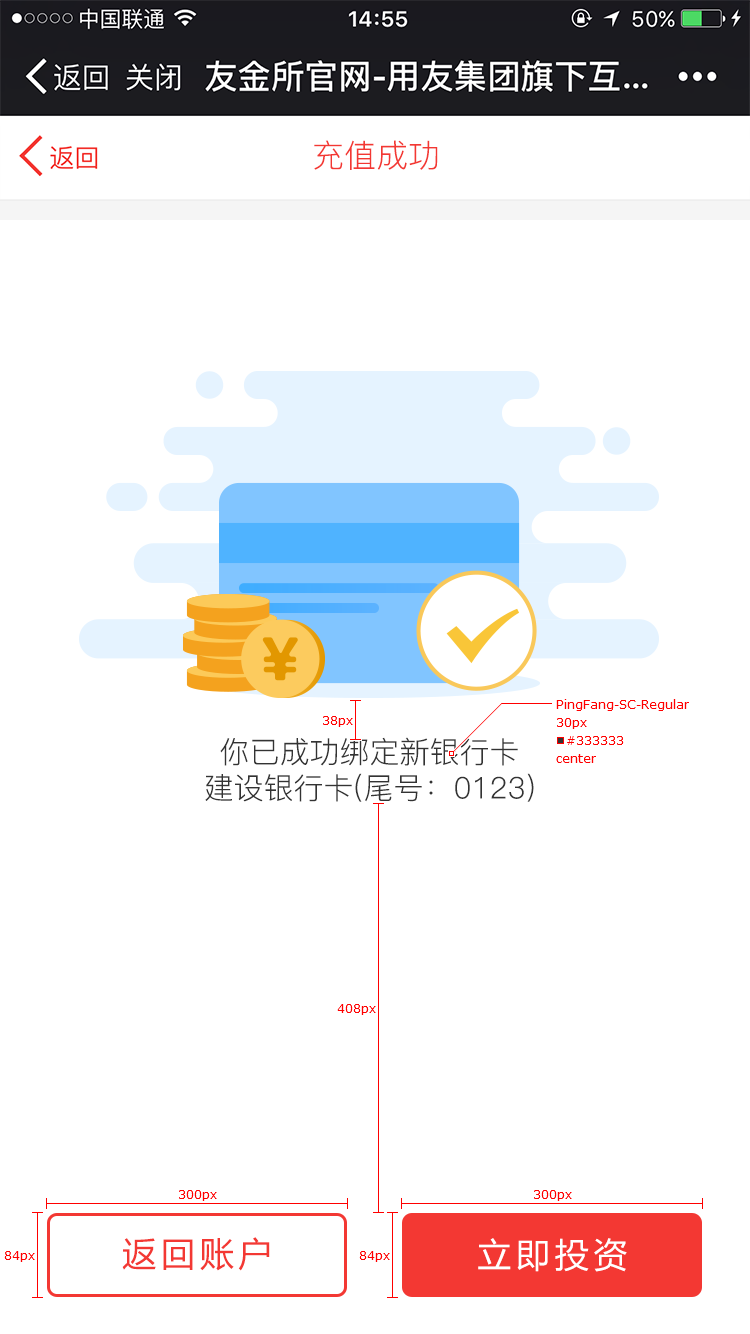 中国联通 14:55 50%
返回 关闭 友金所官网-用友集团旗下互...
返回 充值成功
¥
PingFang-SC-Regular
38px 30px
#333333
你已成功绑定新银行卡
center
建设银行卡(尾号：0123)
408px
300px 300px
84px 返回账户 84px 立即投资